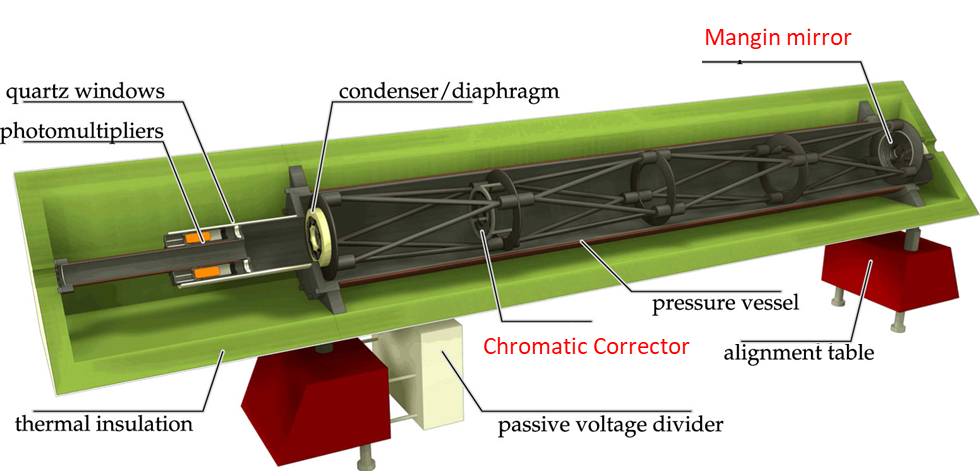 Mangin mirror
quartz windows
condenser/diaphragm
photomultipliers
pressure vessel
Chromatic Corrector
alignment table
thermal insulation
passive voltage divider